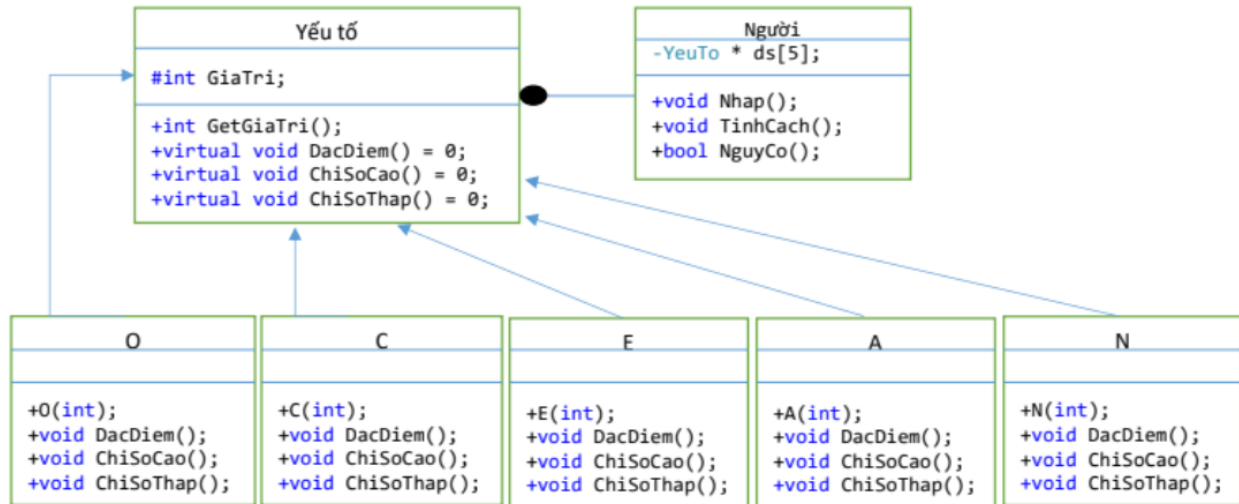 Yếu tố
#int GiaTri;
+int GetGiaTri();
+virtual void DacDiem() = 0;
+virtual void ChiSoCao() = 0;
+virtual void ChiSoThap() = 0;
Người
-YeuTo * ds[5];
+void Nhap();
+void TinhCach();
+bool NguyCo();
O
+O(int);
+void DacDiem();
+void ChiSoCao();
+void ChiSoThap();
C
+C(int);
+void DacDiem();
+void ChiSoCao();
+void ChiSoThap();
E
+E(int);
+void DacDiem();
+void ChiSoCao();
+void ChiSoThap();
A
+A(int);
+void DacDiem();
+void ChiSoCao();
+void ChiSoThap();
N
+N(int);
+void DacDiem();
+void ChiSoCao();
+void ChiSoThap();